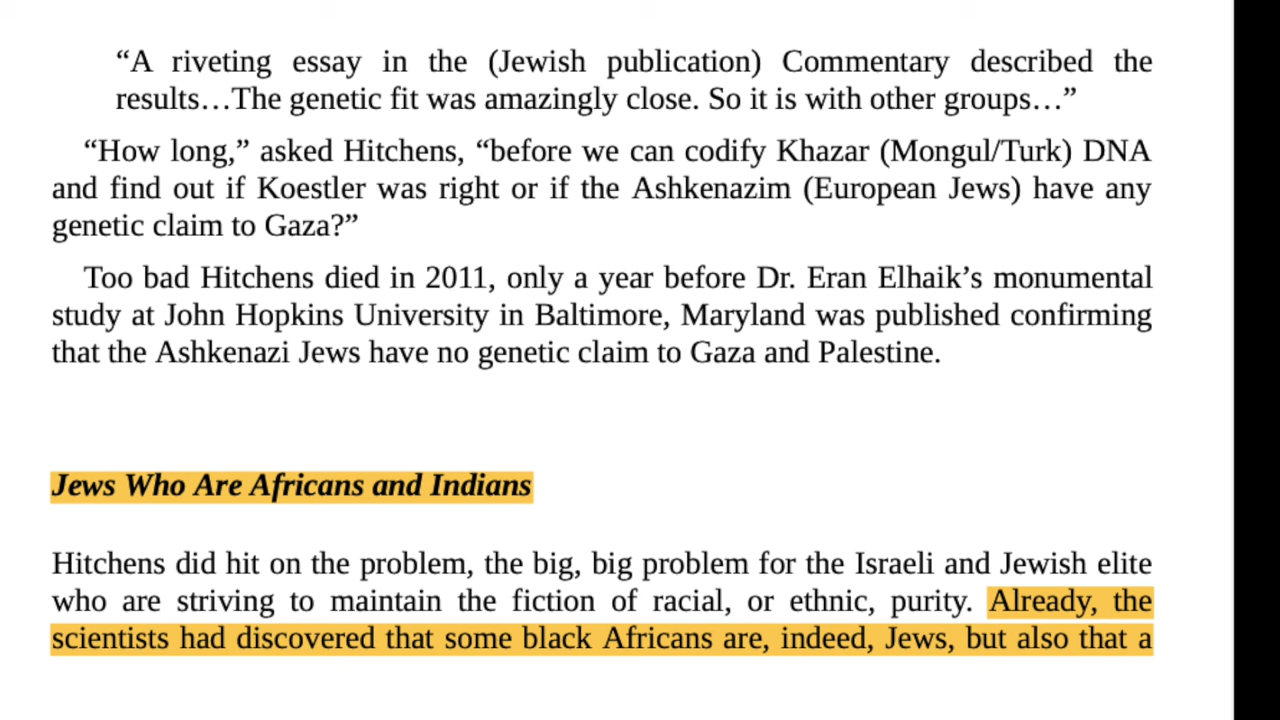 “A riveting essay in the (Jewish publication) Commentary described the
results…The genetic fit was amazingly close. So it is with other groups…”
“How long,” asked Hitchens, “before we can codify Khazar (Mongul/Turk) DNA
and find out if Koestler was right or if the Ashkenazim (European Jews) have any
genetic claim to Gaza?”
Too bad Hitchens died in 2011, only a year before Dr. Eran Elhaik’s monumental
study at John Hopkins University in Baltimore, Maryland was published confirming
that the Ashkenazi Jews have no genetic claim to Gaza and Palestine.
Jews Who Are Africans and Indians
Hitchens did hit on the problem, the big, big problem for the Israeli and Jewish elite
who are striving to maintain the fiction of racial, or ethnic, purity. Already, the
scientists had discovered that some black Africans are, indeed, Jews, but also that a